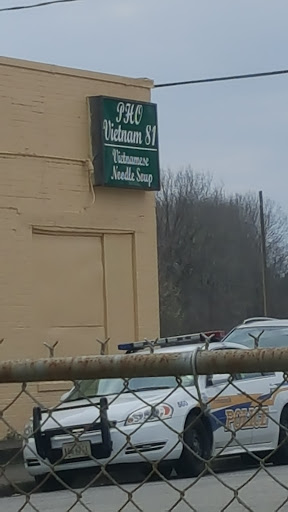 PHO
Vietnam 81
Vietnamese
Noodle Soup
POLICE